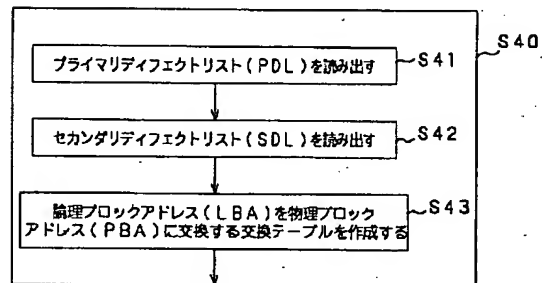 プライマリディフェクトリスト(PDL)を読み出す
S41
S40
セカンダリディフェクトリスト(SDL)を読出す
S42
論理ブロックアドレス(LBA)を物理ブロック
アドレス(PBA)に交換する交換テーブルを作成する
S43